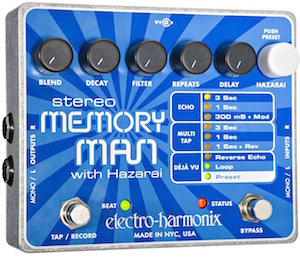 9V
PUSH
PRESET
BLEND
DECAY
FILTER
REPEATS
DELAY
HAZARAI
stereo
MEMORY
MAN
with Hazarai
ECHO
3 Sec
1 Sec
300 mS + Mod
MULTI
TAP
3 Sec
1 Sec
1 Sec + Rev
DÉJÀ VU
Reverse Echo
Loop
Preset
MONO / L OUTPUTS R
MONO / L INPUTS R
BEAT
STATUS
electro-harmonix
TAP / RECORD
MADE IN NYC, USA
BYPASS